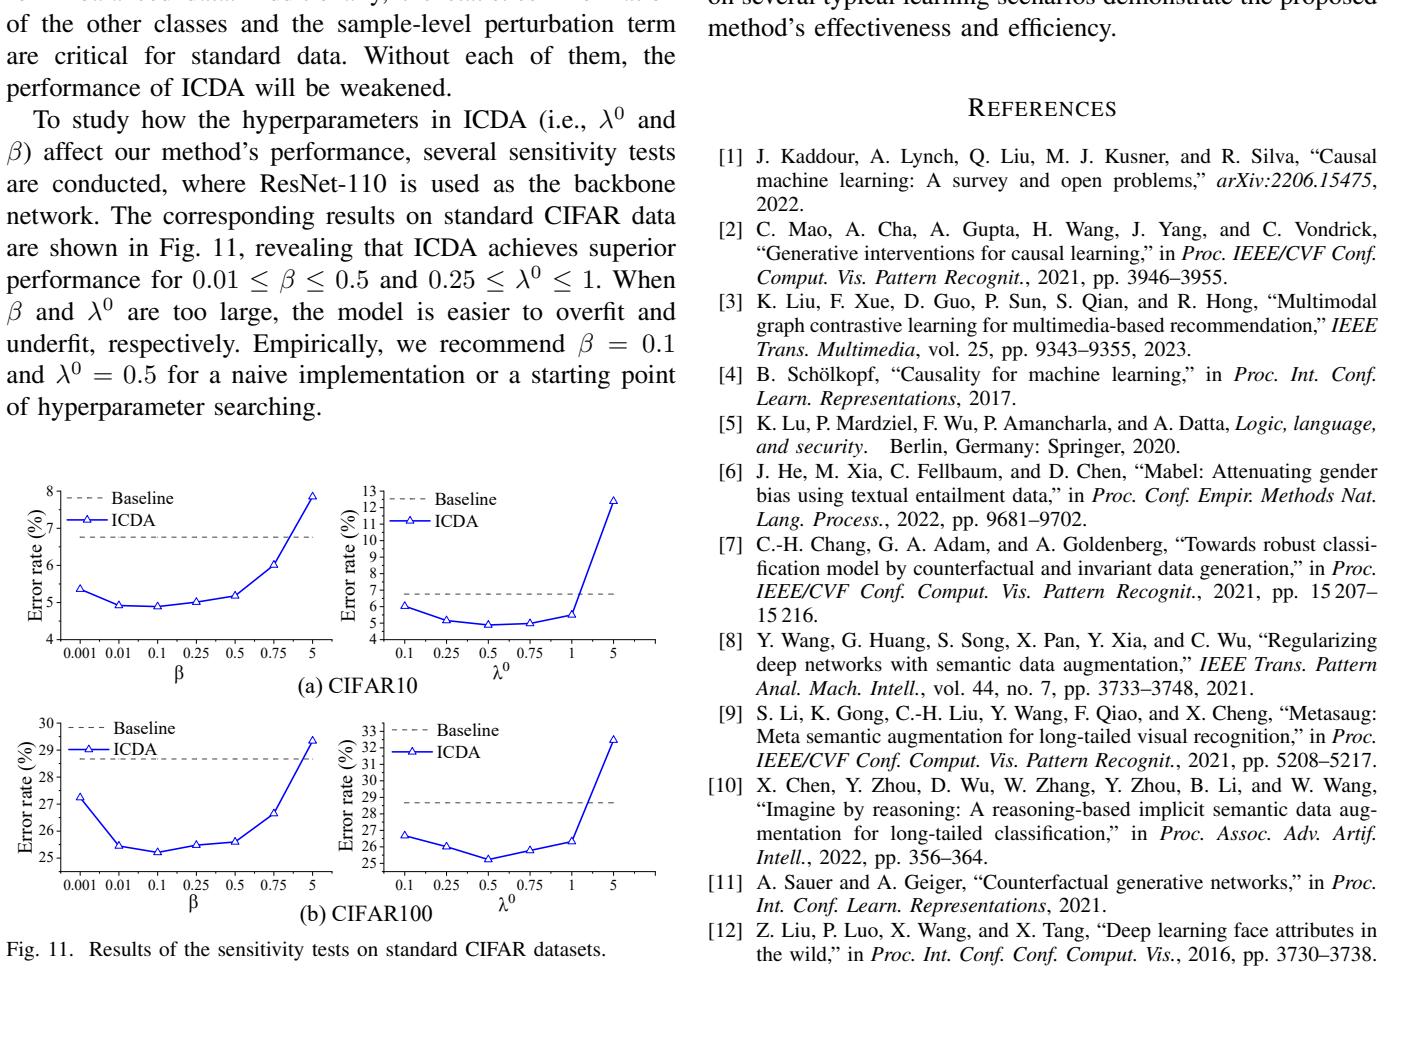 of the other classes and the sample-level perturbation term
are critical for standard data. Without each of them, the
performance of ICDA will be weakened.
To study how the hyperparameters in ICDA (i.e., λ⁰ and
β) affect our method's performance, several sensitivity tests
are conducted, where ResNet-110 is used as the backbone
network. The corresponding results on standard CIFAR data
are shown in Fig. 11, revealing that ICDA achieves superior
performance for 0.01 ≤ β ≤ 0.5 and 0.25 ≤ λ⁰ ≤ 1. When
β and λ⁰ are too large, the model is easier to overfit and
underfit, respectively. Empirically, we recommend β = 0.1
and λ⁰ = 0.5 for a naive implementation or a starting point
of hyperparameter searching.
8
7
6
5
4
Error rate (%)
Baseline
ICDA
0.001 0.01 0.1 0.25 0.5 0.75 5
β
13
12
11
10
9
8
7
6
5
4
Error rate (%)
Baseline
ICDA
0.1 0.25 0.5 0.75 1 5
λ⁰
(a) CIFAR10
30
29
28
27
26
25
Error rate (%)
Baseline
ICDA
0.001 0.01 0.1 0.25 0.5 0.75 5
β
33
32
31
30
29
28
27
26
25
Error rate (%)
Baseline
ICDA
0.1 0.25 0.5 0.75 1 5
λ⁰
(b) CIFAR100
Fig. 11. Results of the sensitivity tests on standard CIFAR datasets.
on several typical learning scenarios demonstrate the proposed
method's effectiveness and efficiency.
REFERENCES
[1] J. Kaddour, A. Lynch, Q. Liu, M. J. Kusner, and R. Silva, “Causal
machine learning: A survey and open problems,” arXiv:2206.15475,
2022.
[2] C. Mao, A. Cha, A. Gupta, H. Wang, J. Yang, and C. Vondrick,
“Generative interventions for causal learning,” in Proc. IEEE/CVF Conf.
Comput. Vis. Pattern Recognit., 2021, pp. 3946–3955.
[3] K. Liu, F. Xue, D. Guo, P. Sun, S. Qian, and R. Hong, “Multimodal
graph contrastive learning for multimedia-based recommendation,” IEEE
Trans. Multimedia, vol. 25, pp. 9343–9355, 2023.
[4] B. Schölkopf, “Causality for machine learning,” in Proc. Int. Conf.
Learn. Representations, 2017.
[5] K. Lu, P. Mardziel, F. Wu, P. Amancharla, and A. Datta, Logic, language,
and security. Berlin, Germany: Springer, 2020.
[6] J. He, M. Xia, C. Fellbaum, and D. Chen, “Mabel: Attenuating gender
bias using textual entailment data,” in Proc. Conf. Empir. Methods Nat.
Lang. Process., 2022, pp. 9681–9702.
[7] C.-H. Chang, G. A. Adam, and A. Goldenberg, “Towards robust classi-
fication model by counterfactual and invariant data generation,” in Proc.
IEEE/CVF Conf. Comput. Vis. Pattern Recognit., 2021, pp. 15 207–
15 216.
[8] Y. Wang, G. Huang, S. Song, X. Pan, Y. Xia, and C. Wu, “Regularizing
deep networks with semantic data augmentation,” IEEE Trans. Pattern
Anal. Mach. Intell., vol. 44, no. 7, pp. 3733–3748, 2021.
[9] S. Li, K. Gong, C.-H. Liu, Y. Wang, F. Qiao, and X. Cheng, “Metasaug:
Meta semantic augmentation for long-tailed visual recognition,” in Proc.
IEEE/CVF Conf. Comput. Vis. Pattern Recognit., 2021, pp. 5208–5217.
[10] X. Chen, Y. Zhou, D. Wu, W. Zhang, Y. Zhou, B. Li, and W. Wang,
“Imagine by reasoning: A reasoning-based implicit semantic data aug-
mentation for long-tailed classification,” in Proc. Assoc. Adv. Artif.
Intell., 2022, pp. 356–364.
[11] A. Sauer and A. Geiger, “Counterfactual generative networks,” in Proc.
Int. Conf. Learn. Representations, 2021.
[12] Z. Liu, P. Luo, X. Wang, and X. Tang, “Deep learning face attributes in
the wild,” in Proc. Int. Conf. Conf. Comput. Vis., 2016, pp. 3730–3738.